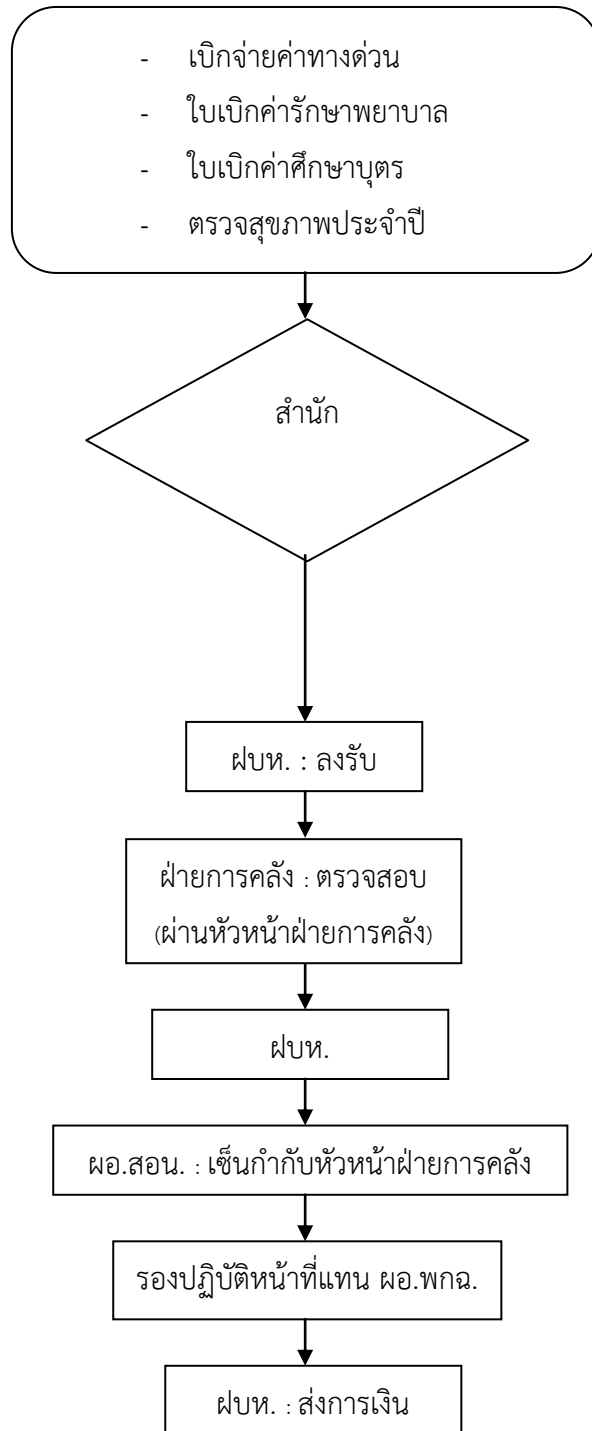 - เบิกจ่ายค่าทางด่วน
- ใบเบิกค่ารักษาพยาบาล
- ใบเบิกค่าศึกษาบุตร
- ตรวจสุขภาพประจำปี
สำนัก
ฝบห. : ลงรับ
ฝ่ายการคลัง : ตรวจสอบ
(ผ่านหัวหน้าฝ่ายการคลัง)
ฝบห.
ผอ.สอน. : เซ็นกำกับหัวหน้าฝ่ายการคลัง
รองปฏิบัติหน้าที่แทน ผอ.พกฉ.
ฝบห. : ส่งการเงิน